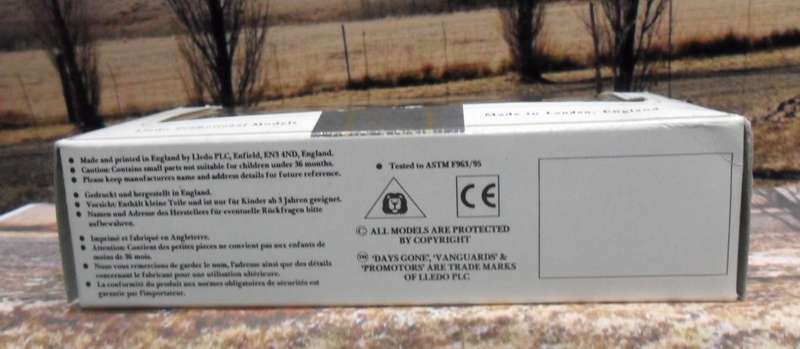 Lledo Promotional Models
Made in London, England
• Made and printed in England by Lledo PLC, Enfield, EN3 4ND, England.
• Caution: Contains small parts not suitable for children under 36 months.
• Please keep manufacturers name and address details for future reference.
• Gedruckt und hergestellt in England.
• Vorsicht: Enthält kleine Teile und ist nur für Kinder ab 3 Jahren geeignet.
• Namen und Adresse des Herstellers für eventuelle Rückfragen bitte
aufbewahren.
• Imprimé et fabriqué en Angleterre.
• Attention: Contient des petites pieces ne convient pas aux enfants de
moins de 36 mois.
• Nous vous remercions de garder le nom, l'adresse ainsi que des détails
concernant le fabricant pour une utilisation ultérieure.
• La conformité du produit aux normes obligatoires de sécurités est
garantie par l'importateur.
• Tested to ASTM F963/95
CE
© ALL MODELS ARE PROTECTED
BY COPYRIGHT
™ 'DAYS GONE', 'VANGUARDS' &
'PROMOTORS' ARE TRADE MARKS
OF LLEDO PLC